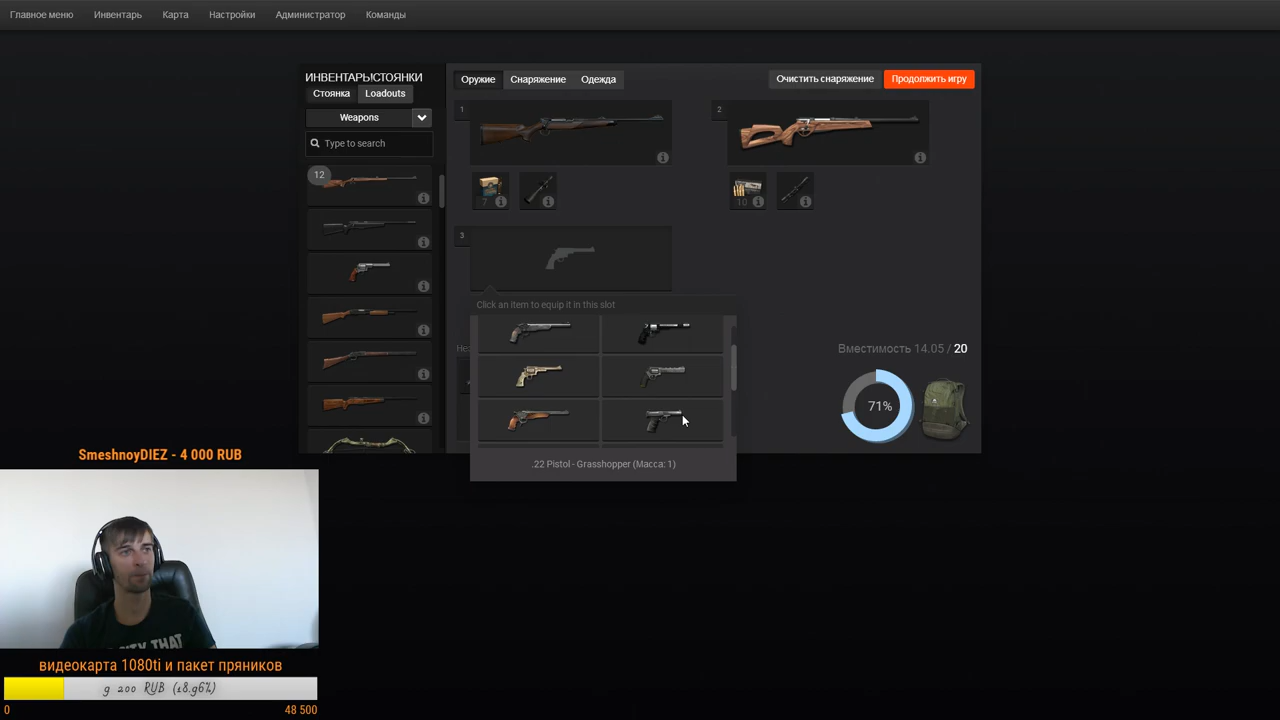 Главное меню Инвентарь Карта Настройки Администратор Команды
ИНВЕНТАРЬ!СТОЯНКИ
Стоянка Loadouts
Weapons
Type to search
12
Оружие Снаряжение Одежда
Очистить снаряжение Продолжить игру
1
2
7
10
3
Click an item to equip it in this slot
.22 Pistol - Grasshopper (Масса: 1)
Вместимость 14.05 / 20
71%
SmeshnoyDIEZ - 4 000 RUB
CITY THAT
видеокарта 1080ti и пакет пряников
9 200 RUB (18.96%)
0 48 500